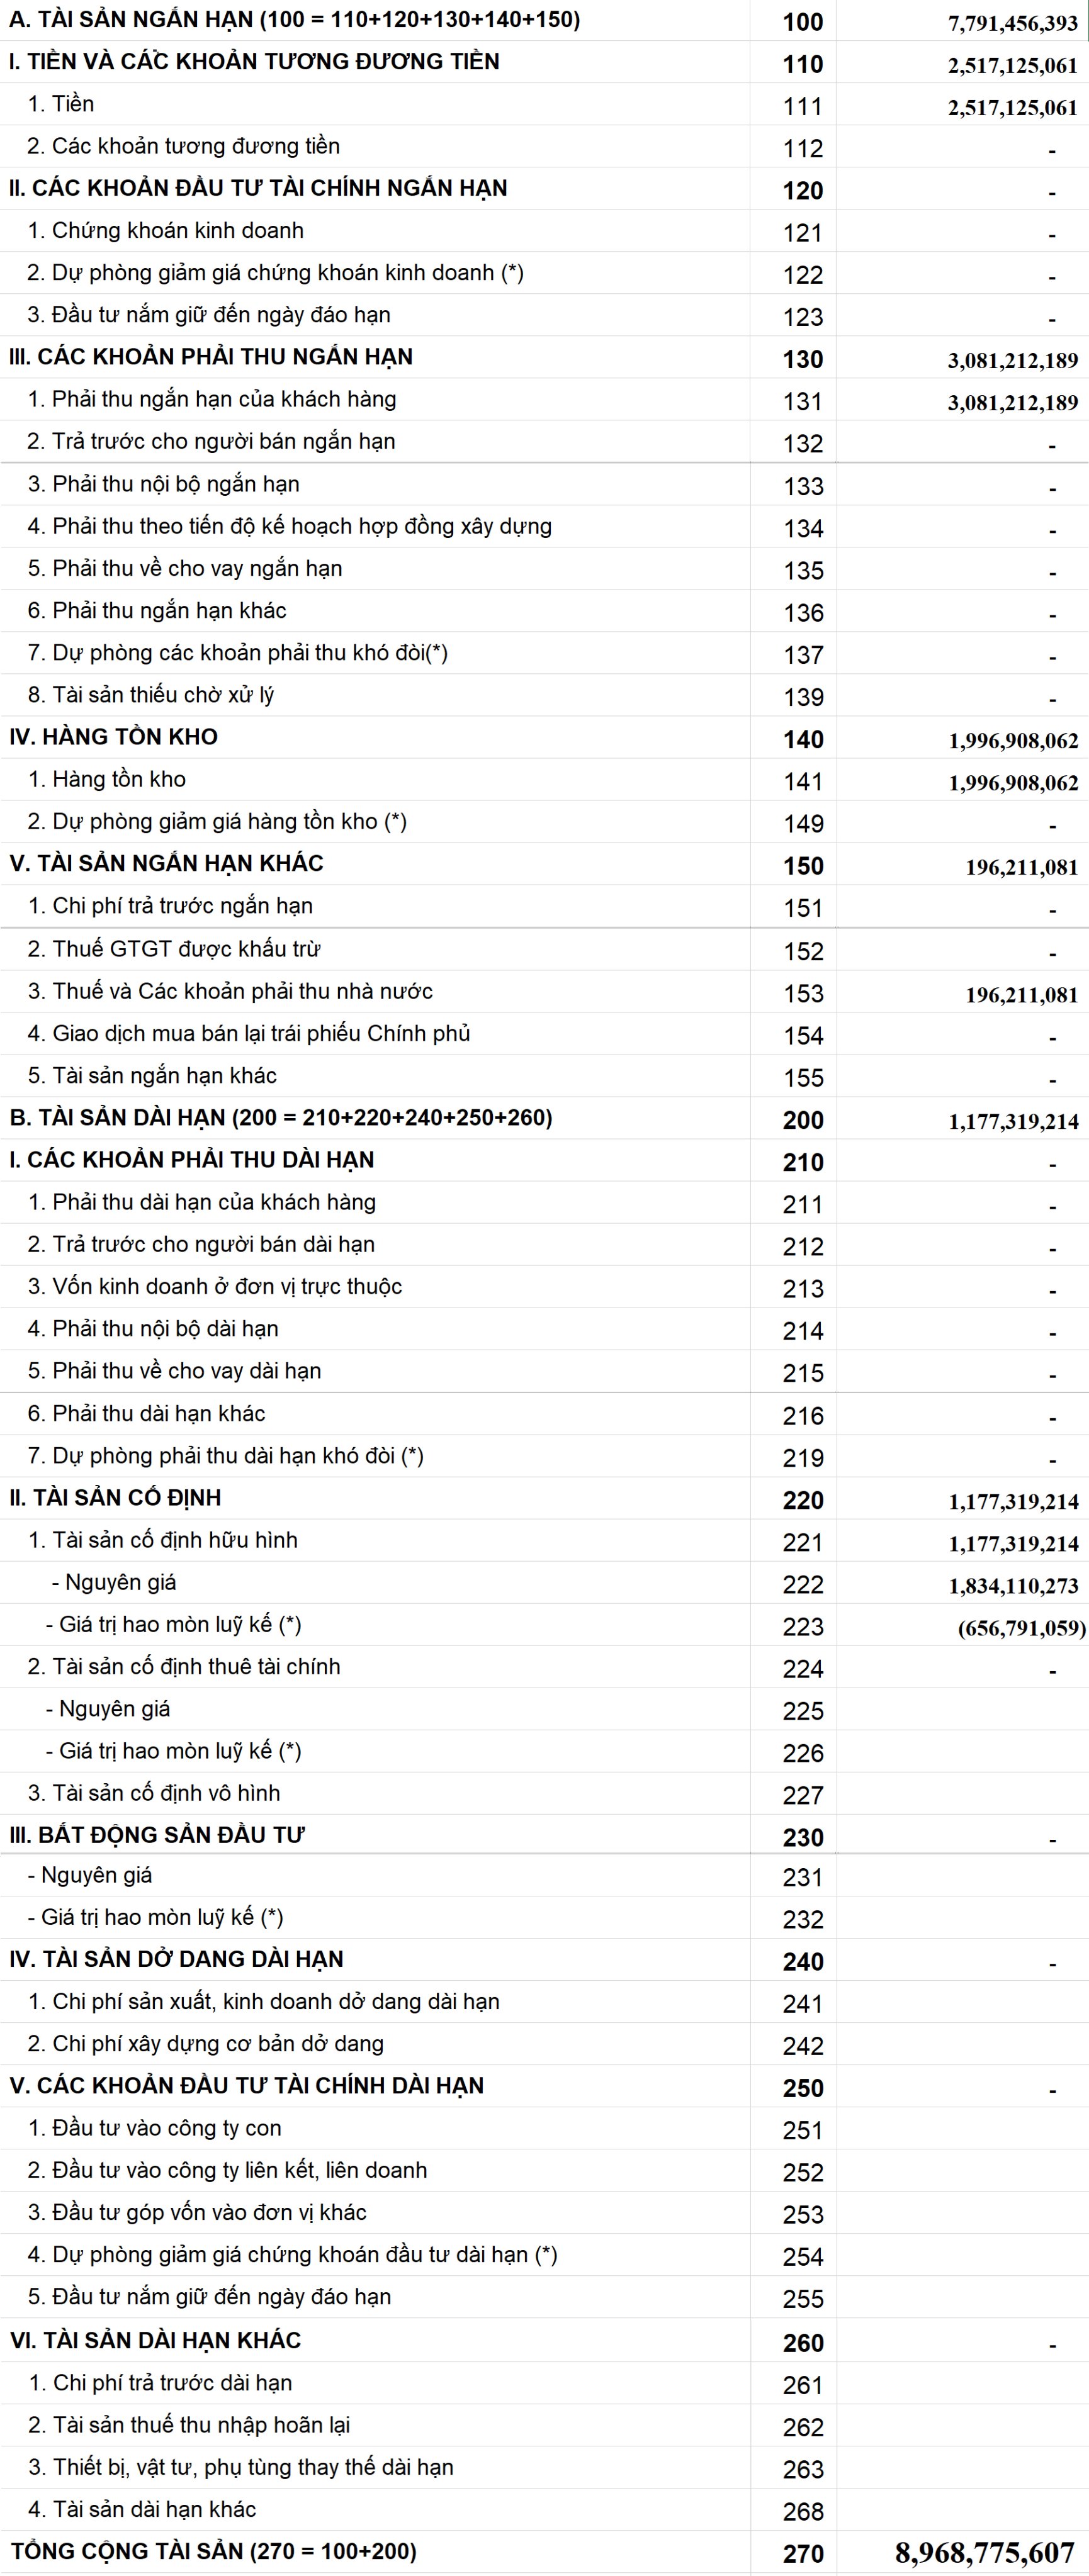 A. TÀI SẢN NGẮN HẠN (100 = 110+120+130+140+150) 100 7,791,456,393
I. TIỀN VÀ CÁC KHOẢN TƯƠNG ĐƯƠNG TIỀN 110 2,517,125,061
1. Tiền 111 2,517,125,061
2. Các khoản tương đương tiền 112 -
II. CÁC KHOẢN ĐẦU TƯ TÀI CHÍNH NGẮN HẠN 120 -
1. Chứng khoán kinh doanh 121 -
2. Dự phòng giảm giá chứng khoán kinh doanh (*) 122 -
3. Đầu tư nắm giữ đến ngày đáo hạn 123 -
III. CÁC KHOẢN PHẢI THU NGẮN HẠN 130 3,081,212,189
1. Phải thu ngắn hạn của khách hàng 131 3,081,212,189
2. Trả trước cho người bán ngắn hạn 132 -
3. Phải thu nội bộ ngắn hạn 133 -
4. Phải thu theo tiến độ kế hoạch hợp đồng xây dựng 134 -
5. Phải thu về cho vay ngắn hạn 135 -
6. Phải thu ngắn hạn khác 136 -
7. Dự phòng các khoản phải thu khó đòi(*) 137 -
8. Tài sản thiếu chờ xử lý 139 -
IV. HÀNG TỒN KHO 140 1,996,908,062
1. Hàng tồn kho 141 1,996,908,062
2. Dự phòng giảm giá hàng tồn kho (*) 149 -
V. TÀI SẢN NGẮN HẠN KHÁC 150 196,211,081
1. Chi phí trả trước ngắn hạn 151 -
2. Thuế GTGT được khấu trừ 152 -
3. Thuế và Các khoản phải thu nhà nước 153 196,211,081
4. Giao dịch mua bán lại trái phiếu Chính phủ 154 -
5. Tài sản ngắn hạn khác 155 -
B. TÀI SẢN DÀI HẠN (200 = 210+220+240+250+260) 200 1,177,319,214
I. CÁC KHOẢN PHẢI THU DÀI HẠN 210 -
1. Phải thu dài hạn của khách hàng 211 -
2. Trả trước cho người bán dài hạn 212 -
3. Vốn kinh doanh ở đơn vị trực thuộc 213 -
4. Phải thu nội bộ dài hạn 214 -
5. Phải thu về cho vay dài hạn 215 -
6. Phải thu dài hạn khác 216 -
7. Dự phòng phải thu dài hạn khó đòi (*) 219 -
II. TÀI SẢN CỐ ĐỊNH 220 1,177,319,214
1. Tài sản cố định hữu hình 221 1,177,319,214
- Nguyên giá 222 1,834,110,273
- Giá trị hao mòn luỹ kế (*) 223 (656,791,059)
2. Tài sản cố định thuê tài chính 224 -
- Nguyên giá 225
- Giá trị hao mòn luỹ kế (*) 226
3. Tài sản cố định vô hình 227
III. BẤT ĐỘNG SẢN ĐẦU TƯ 230 -
- Nguyên giá 231
- Giá trị hao mòn luỹ kế (*) 232
IV. TÀI SẢN DỞ DANG DÀI HẠN 240 -
1. Chi phí sản xuất, kinh doanh dở dang dài hạn 241
2. Chi phí xây dựng cơ bản dở dang 242
V. CÁC KHOẢN ĐẦU TƯ TÀI CHÍNH DÀI HẠN 250 -
1. Đầu tư vào công ty con 251
2. Đầu tư vào công ty liên kết, liên doanh 252
3. Đầu tư góp vốn vào đơn vị khác 253
4. Dự phòng giảm giá chứng khoán đầu tư dài hạn (*) 254
5. Đầu tư nắm giữ đến ngày đáo hạn 255
VI. TÀI SẢN DÀI HẠN KHÁC 260 -
1. Chi phí trả trước dài hạn 261
2. Tài sản thuế thu nhập hoãn lại 262
3. Thiết bị, vật tư, phụ tùng thay thế dài hạn 263
4. Tài sản dài hạn khác 268
TỔNG CỘNG TÀI SẢN (270 = 100+200) 270 8,968,775,607